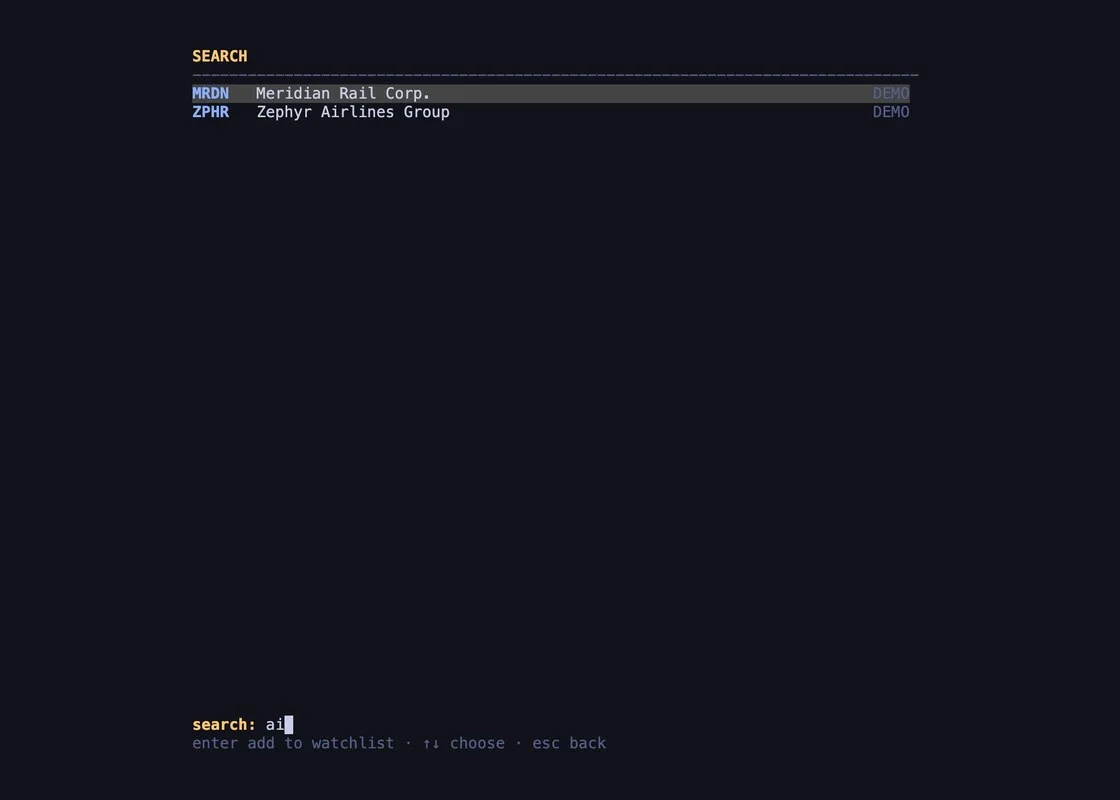 SEARCH
MRDN Meridian Rail Corp. DEMO
ZPHR Zephyr Airlines Group DEMO
search: ai
enter add to watchlist · ↑↓ choose · esc back